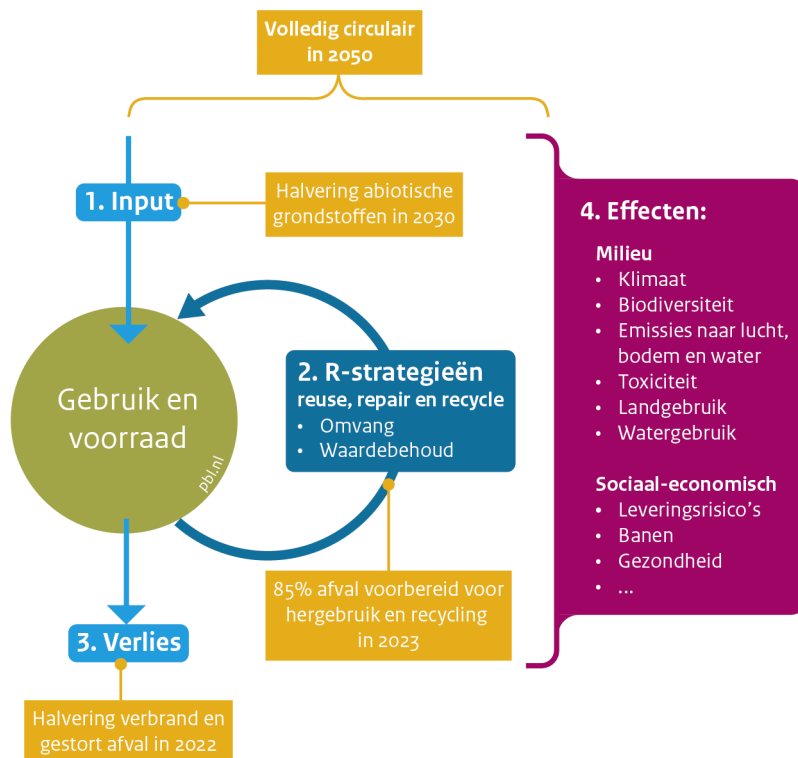 Volledig circulair
in 2050
1. Input
Halvering abiotische
grondstoffen in 2030
Gebruik en
voorraad
pbl.nl
2. R-strategieën
reuse, repair en recycle
• Omvang
• Waardebehoud
85% afval voorbereid voor
hergebruik en recycling
in 2023
3. Verlies
Halvering verbrand en
gestort afval in 2022
4. Effecten:
Milieu
• Klimaat
• Biodiversiteit
• Emissies naar lucht,
bodem en water
• Toxiciteit
• Landgebruik
• Watergebruik
Sociaal-economisch
• Leveringsrisico's
• Banen
• Gezondheid
• ...